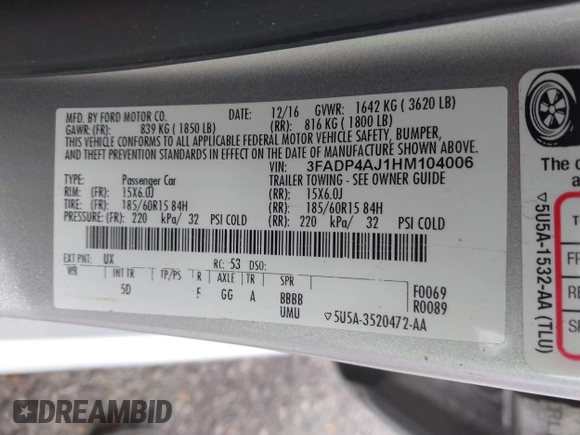 MFD. BY FORD MOTOR CO.
DATE: 12/16 GVWR: 1642 KG ( 3620 LB)
GAWR: (FR): 839 KG ( 1850 LB) (RR): 816 KG ( 1800 LB)
THIS VEHICLE CONFORMS TO ALL APPLICABLE FEDERAL MOTOR VEHICLE SAFETY, BUMPER,
AND THEFT PREVENTION STANDARDS IN EFFECT ON THE DATE OF MANUFACTURE SHOWN ABOVE.
VIN: 3FADP4AJ1HM104006
TYPE: Passenger Car TRAILER TOWING - SEE OWNER GUIDE
RIM: (FR): 15X6.0J (RR): 15X6.0J
TIRES: (FR): 185/60R15 84H (RR): 185/60R15 84H
PRESSURE: (FR): 220 kPa/ 32 PSI COLD (RR): 220 kPa/ 32 PSI COLD
EXT PNT: UX RC: 53 DSO:
WB INT TR TP/PS R AXLE TR SPR
5D F GG A BBBB
UMU
F0069
R0089
▽5U5A-3520472-AA
The c
▽5U5A-1532-AA (TLU)
T
FR
RE
SP
DREAMBID